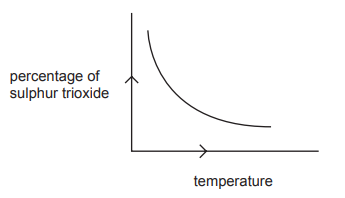 percentage of
sulphur trioxide
temperature